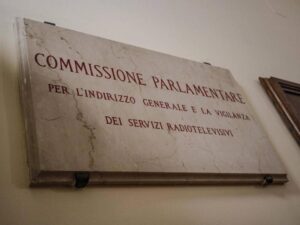 COMMISSIONE PARLAMENTARE
PER L'INDIRIZZO GENERALE E LA VIGILANZA
DEI SERVIZI RADIOTELEVISIVI